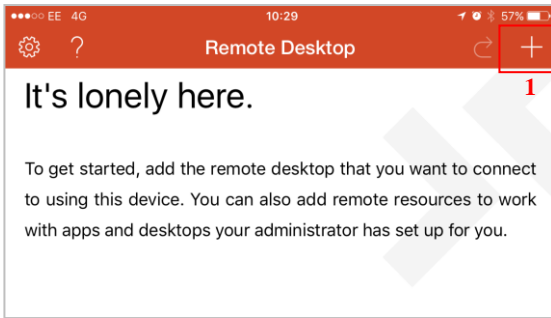 ●●●○○ EE 4G 10:29 57%
? Remote Desktop +
1
It's lonely here.
To get started, add the remote desktop that you want to connect
to using this device. You can also add remote resources to work
with apps and desktops your administrator has set up for you.